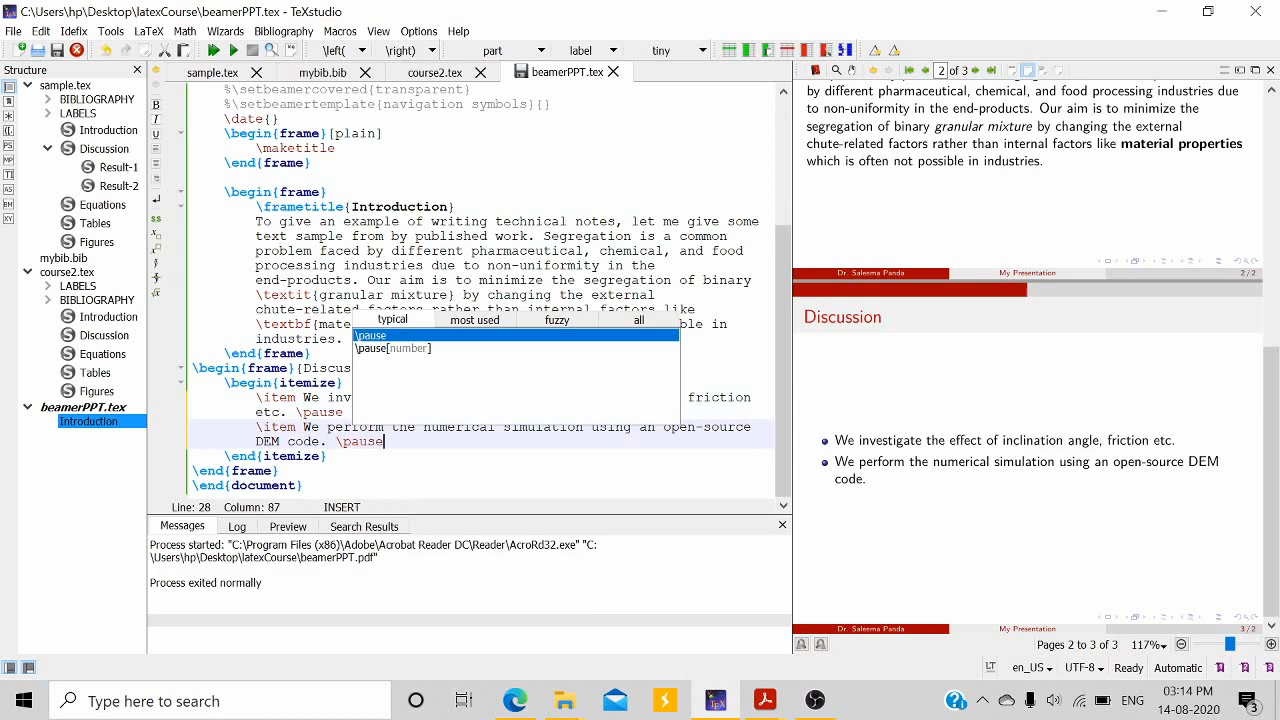 C:\Users\hp\Desktop\latexCourse\beamerPPT.tex - TeXstudio
File Edit Idefix Tools LaTeX Math Wizards Bibliography Macros View Options Help
\left( \right) part label tiny
Structure
sample.tex
BIBLIOGRAPHY
LABELS
Introduction
Discussion
Result-1
Result-2
Equations
Tables
Figures
mybib.bib
course2.tex
LABELS
BIBLIOGRAPHY
Introduction
Discussion
Equations
Tables
Figures
beamerPPT.tex
Introduction
sample.tex mybib.bib course2.tex beamerPPT.tex
%\setbeamercovered{transparent}
%\setbeamertemplate{navigation symbols}{}
\date{}
\begin{frame}[plain]
\maketitle
\end{frame}
\begin{frame}
\frametitle{Introduction}
To give an example of writing technical notes, let me give some
text sample from by published work. Segregation is a common
problem faced by different pharmaceutical, chemical, and food
processing industries due to non-uniformity in the
end-products. Our aim is to minimize the segregation of binary
\textit{granular mixture} by changing the external
chute-related factors rather than internal factors like
\textbf{mate
le in
industries.
\end{frame}
\begin{frame}{Discus
\begin{itemize}
\item We inv
friction
etc. \pause
\item We perform the numerical simulation using an open-source
DEM code. \pause
\end{itemize}
\end{frame}
\end{document}
typical most used fuzzy all
\pause
\pause[number]
Line: 28 Column: 87 INSERT
Messages Log Preview Search Results
Process started: "C:\Program Files (x86)\Adobe\Acrobat Reader DC\Reader\AcroRd32.exe" "C:
\Users\hp\Desktop\latexCourse\beamerPPT.pdf"
Process exited normally
2 of 3
by different pharmaceutical, chemical, and food processing industries due
to non-uniformity in the end-products. Our aim is to minimize the
segregation of binary granular mixture by changing the external
chute-related factors rather than internal factors like material properties
which is often not possible in industries.
Dr. Saleema Panda My Presentation 2/2
Discussion
We investigate the effect of inclination angle, friction etc.
We perform the numerical simulation using an open-source DEM
code.
Dr. Saleema Panda My Presentation 3/2
Pages 2 to 3 of 3 117%
LT en_US UTF-8 Ready Automatic
Type here to search
ENG
03:14 PM
14-08-2020
3